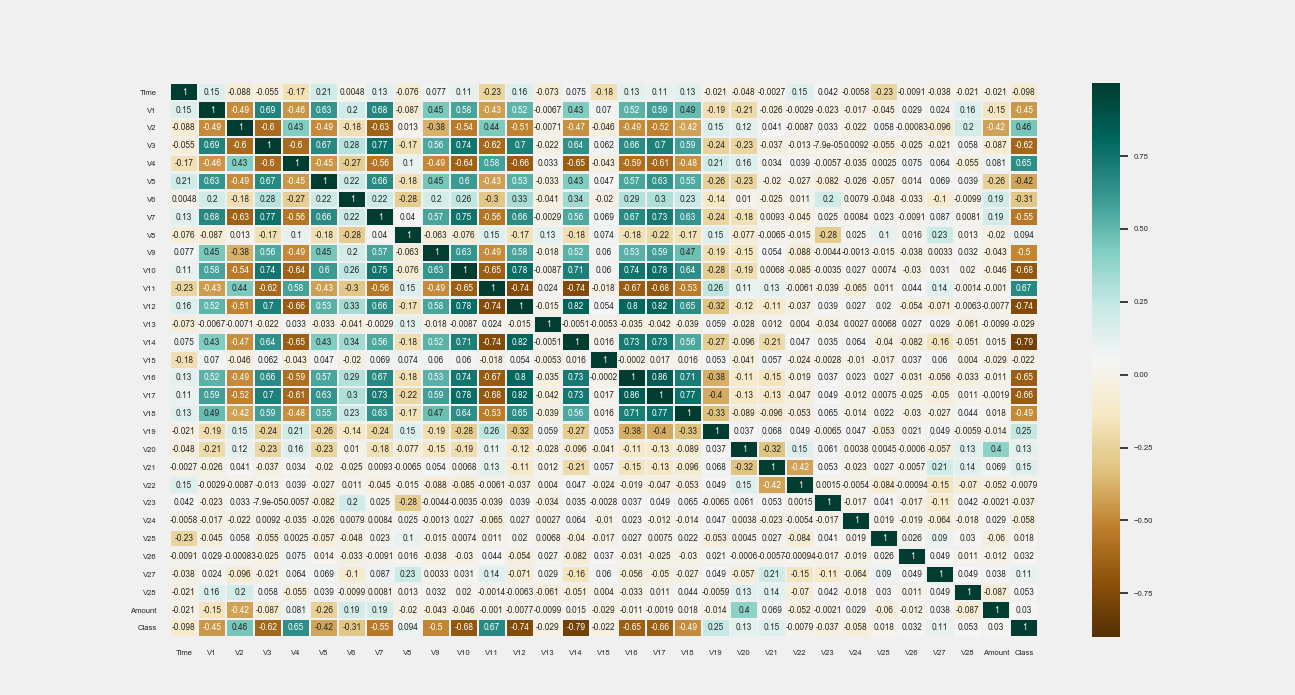 Time 1 0.15 -0.088 -0.055 -0.17 0.21 0.0048 0.13 -0.076 0.077 0.11 -0.23 0.16 -0.073 0.075 -0.18 0.13 0.11 0.13 -0.021 -0.048 -0.0027 0.15 0.042 -0.0058 -0.23 -0.0091 -0.038 -0.021 -0.021 -0.098
V1 0.15 1 -0.49 0.69 -0.46 0.63 0.2 0.68 -0.087 0.45 0.58 -0.43 0.52 -0.0067 0.43 0.07 0.52 0.59 0.49 -0.19 -0.21 -0.026 -0.0029 -0.023 -0.017 -0.045 0.029 0.024 0.16 -0.15 -0.45
V2 -0.088 -0.49 1 -0.6 0.43 -0.49 -0.18 -0.63 0.013 -0.38 -0.54 0.44 -0.51 -0.0071 -0.47 -0.046 -0.49 -0.52 -0.42 0.15 0.12 0.041 -0.0087 0.033 -0.022 0.058 -0.00083 -0.096 0.2 -0.42 0.46
V3 -0.055 0.69 -0.6 1 -0.6 0.67 0.28 0.77 -0.17 0.56 0.74 -0.62 0.7 -0.022 0.64 0.062 0.66 0.7 0.59 -0.24 -0.23 -0.037 -0.013 -7.9e-05 0.0092 -0.055 -0.025 -0.021 0.058 -0.087 -0.62
V4 -0.17 -0.46 0.43 -0.6 1 -0.45 -0.27 -0.56 0.1 -0.49 -0.64 0.58 -0.66 0.033 -0.65 -0.043 -0.59 -0.61 -0.48 0.21 0.16 0.034 0.039 -0.0057 -0.035 0.0025 0.075 0.064 -0.055 0.081 0.65
V5 0.21 0.63 -0.49 0.67 -0.45 1 0.22 0.66 -0.18 0.45 0.6 -0.43 0.53 -0.033 0.43 0.047 0.57 0.63 0.55 -0.26 -0.23 -0.02 -0.027 -0.082 -0.026 -0.057 0.014 0.069 0.039 -0.26 -0.42
V6 0.0048 0.2 -0.18 0.28 -0.27 0.22 1 0.22 -0.28 0.2 0.26 -0.3 0.33 -0.041 0.34 -0.02 0.29 0.3 0.23 -0.14 0.01 -0.025 0.011 0.2 0.0079 -0.048 -0.033 -0.1 -0.0099 0.19 -0.31
V7 0.13 0.68 -0.63 0.77 -0.56 0.66 0.22 1 0.04 0.57 0.75 -0.56 0.66 -0.0029 0.56 0.069 0.67 0.73 0.63 -0.24 -0.18 0.0093 -0.045 0.025 0.0084 0.023 -0.0091 0.087 0.0081 0.19 -0.55
V8 -0.076 -0.087 0.013 -0.17 0.1 -0.18 -0.28 0.04 1 -0.063 -0.076 0.15 -0.17 0.13 -0.18 0.074 -0.18 -0.22 -0.17 0.15 -0.077 -0.0065 -0.015 -0.28 0.025 0.1 0.016 0.23 0.013 -0.02 0.094
V9 0.077 0.45 -0.38 0.56 -0.49 0.45 0.2 0.57 -0.063 1 0.63 -0.49 0.58 -0.018 0.52 0.06 0.53 0.59 0.47 -0.19 -0.15 0.054 -0.088 -0.0044 -0.0013 -0.015 -0.038 0.0033 0.032 -0.043 -0.5
V10 0.11 0.58 -0.54 0.74 -0.64 0.6 0.26 0.75 -0.076 0.63 1 -0.65 0.78 -0.0087 0.71 0.06 0.74 0.78 0.64 -0.28 -0.19 0.0068 -0.085 -0.0035 0.027 0.0074 -0.03 0.031 0.02 -0.046 -0.68
V11 -0.23 -0.43 0.44 -0.62 0.58 -0.43 -0.3 -0.56 0.15 -0.49 -0.65 1 -0.74 0.024 -0.74 -0.018 -0.67 -0.68 -0.53 0.26 0.11 0.13 -0.0061 -0.039 -0.065 0.011 0.044 0.14 -0.0014 -0.001 0.67
V12 0.16 0.52 -0.51 0.7 -0.66 0.53 0.33 0.66 -0.17 0.58 0.78 -0.74 1 -0.015 0.82 0.054 0.8 0.82 0.65 -0.32 -0.12 -0.11 -0.037 0.039 0.027 0.02 -0.054 -0.071 -0.0063 -0.0077 -0.74
V13 -0.073 -0.0067 -0.0071 -0.022 0.033 -0.033 -0.041 -0.0029 0.13 -0.018 -0.0087 0.024 -0.015 1 -0.0051 -0.0053 -0.035 -0.042 -0.039 0.059 -0.028 0.012 0.004 -0.034 0.0027 0.0068 0.027 0.029 -0.061 -0.0099 -0.029
V14 0.075 0.43 -0.47 0.64 -0.65 0.43 0.34 0.56 -0.18 0.52 0.71 -0.74 0.82 -0.0051 1 0.016 0.73 0.73 0.56 -0.27 -0.096 -0.21 0.047 0.035 0.064 -0.04 -0.082 -0.16 -0.051 0.015 -0.79
V15 -0.18 0.07 -0.046 0.062 -0.043 0.047 -0.02 0.069 0.074 0.06 0.06 -0.018 0.054 -0.0053 0.016 1 -0.0002 0.017 0.016 0.053 -0.041 0.057 -0.024 -0.0028 -0.01 -0.017 0.037 0.06 0.004 -0.029 -0.022
V16 0.13 0.52 -0.49 0.66 -0.59 0.57 0.29 0.67 -0.18 0.53 0.74 -0.67 0.8 -0.035 0.73 -0.0002 1 0.86 0.71 -0.38 -0.11 -0.15 -0.019 0.037 0.023 0.027 -0.031 -0.056 -0.033 -0.011 -0.65
V17 0.11 0.59 -0.52 0.7 -0.61 0.63 0.3 0.73 -0.22 0.59 0.78 -0.68 0.82 -0.042 0.73 0.017 0.86 1 0.77 -0.4 -0.13 -0.13 -0.047 0.049 -0.012 0.0075 -0.025 -0.05 0.011 -0.0019 -0.66
V18 0.13 0.49 -0.42 0.59 -0.48 0.55 0.23 0.63 -0.17 0.47 0.64 -0.53 0.65 -0.039 0.56 0.016 0.71 0.77 1 -0.33 -0.089 -0.096 -0.053 0.065 -0.014 0.022 -0.03 -0.027 0.044 0.018 -0.49
V19 -0.021 -0.19 0.15 -0.24 0.21 -0.26 -0.14 -0.24 0.15 -0.19 -0.28 0.26 -0.32 0.059 -0.27 0.053 -0.38 -0.4 -0.33 1 0.037 0.068 0.049 -0.0065 0.047 -0.053 0.021 0.049 -0.0059 -0.014 0.25
V20 -0.048 -0.21 0.12 -0.23 0.16 -0.23 0.01 -0.18 -0.077 -0.15 -0.19 0.11 -0.12 -0.028 -0.096 -0.041 -0.11 -0.13 -0.089 0.037 1 -0.32 0.15 0.061 0.0038 0.0045 -0.0006 -0.057 0.13 0.4 0.13
V21 -0.0027 -0.026 0.041 -0.037 0.034 -0.02 -0.025 0.0093 -0.0065 0.054 0.0068 0.13 -0.11 0.012 -0.21 0.057 -0.15 -0.13 -0.096 0.068 -0.32 1 -0.42 0.053 -0.023 -0.027 -0.0057 0.21 0.14 0.069 0.15
V22 0.15 -0.0029 -0.0087 -0.013 0.039 -0.027 0.011 -0.045 -0.015 -0.088 -0.085 -0.0061 -0.037 0.004 0.047 -0.024 -0.019 -0.047 -0.053 0.049 0.15 -0.42 1 0.0015 -0.0054 -0.084 -0.00094 -0.15 -0.07 -0.052 -0.0079
V23 0.042 -0.023 0.033 -7.9e-05 -0.0057 -0.082 0.2 0.025 -0.28 -0.0044 -0.0035 -0.039 0.039 -0.034 0.035 -0.0028 0.037 0.049 0.065 -0.0065 0.061 0.053 0.0015 1 -0.017 0.041 -0.017 -0.11 0.042 -0.0021 -0.037
V24 -0.0058 -0.017 -0.022 0.0092 -0.035 -0.026 0.0079 0.0084 0.025 -0.0013 0.027 -0.065 0.027 0.0027 0.064 -0.01 0.023 -0.012 -0.014 0.047 0.0038 -0.023 -0.0054 -0.017 1 0.019 -0.019 -0.064 -0.018 0.029 -0.058
V25 -0.23 -0.045 0.058 -0.055 0.0025 -0.057 -0.048 0.023 0.1 -0.015 0.0074 0.011 0.02 0.0068 -0.04 -0.017 0.027 0.0075 0.022 -0.053 0.0045 -0.027 -0.084 0.041 0.019 1 0.026 0.09 0.03 -0.06 0.018
V26 -0.0091 0.029 -0.00083 -0.025 0.075 0.014 -0.033 -0.0091 0.016 -0.038 -0.03 0.044 -0.054 0.027 -0.082 0.037 -0.031 -0.025 -0.03 0.021 -0.0006 -0.0057 -0.00094 -0.017 -0.019 0.026 1 0.049 0.011 -0.012 0.032
V27 -0.038 0.024 -0.096 -0.021 0.064 0.069 -0.1 0.087 0.23 0.0033 0.031 0.14 -0.071 0.029 -0.16 0.06 -0.056 -0.05 -0.027 0.049 -0.057 0.21 -0.15 -0.11 -0.064 0.09 0.049 1 0.049 0.038 0.11
V28 -0.021 0.16 0.2 0.058 -0.055 0.039 -0.0099 0.0081 0.013 0.032 0.02 -0.0014 -0.0063 -0.061 -0.051 0.004 -0.033 0.011 0.044 -0.0059 0.13 0.14 -0.07 0.042 -0.018 0.03 0.011 0.049 1 -0.087 0.053
Amount -0.021 -0.15 -0.42 -0.087 0.081 -0.26 0.19 0.19 -0.02 -0.043 -0.046 -0.001 -0.0077 -0.0099 0.015 -0.029 -0.011 -0.0019 0.018 -0.014 0.4 0.069 -0.052 -0.0021 0.029 -0.06 -0.012 0.038 -0.087 1 0.03
Class -0.098 -0.45 0.46 -0.62 0.65 -0.42 -0.31 -0.55 0.094 -0.5 -0.68 0.67 -0.74 -0.029 -0.79 -0.022 -0.65 -0.66 -0.49 0.25 0.13 0.15 -0.0079 -0.037 -0.058 0.018 0.032 0.11 0.053 0.03 1
Time V1 V2 V3 V4 V5 V6 V7 V8 V9 V10 V11 V12 V13 V14 V15 V16 V17 V18 V19 V20 V21 V22 V23 V24 V25 V26 V27 V28 Amount Class
0.75
0.50
0.25
0.00
−0.25
−0.50
−0.75